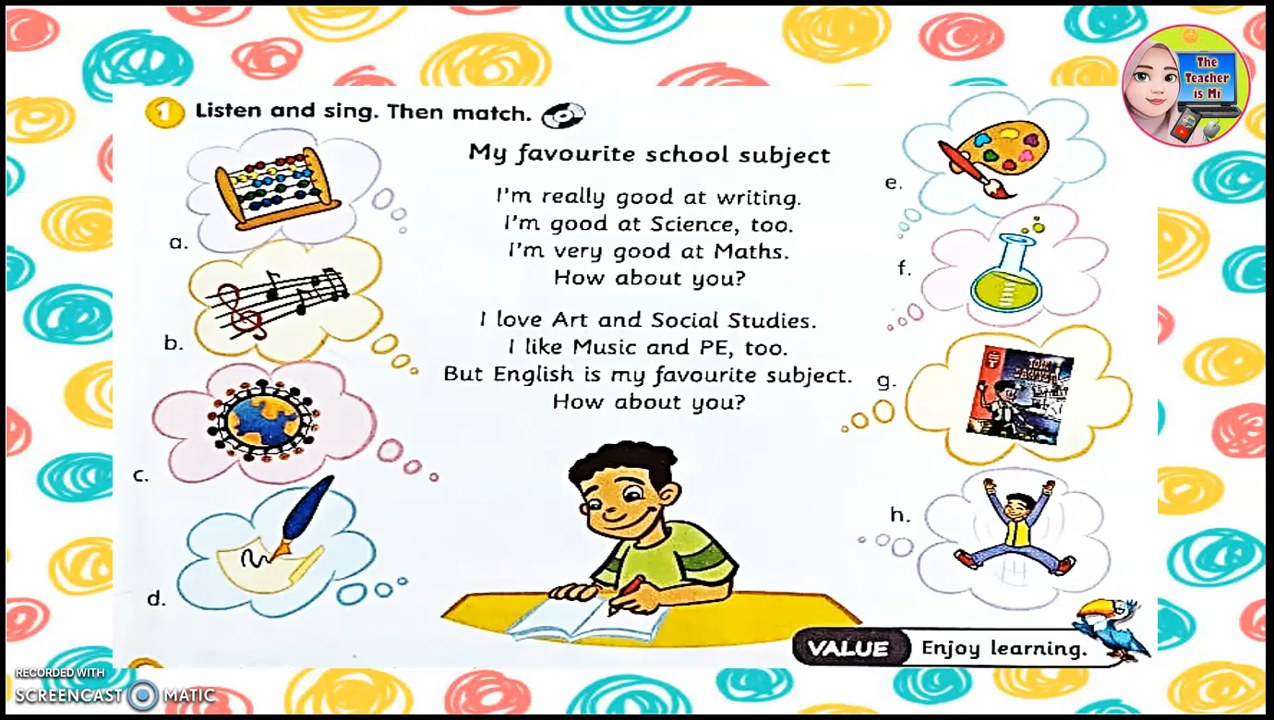 The
Teacher
is Mi
1 Listen and sing. Then match.
My favourite school subject
I'm really good at writing.
I'm good at Science, too.
I'm very good at Maths.
How about you?
I love Art and Social Studies.
I like Music and PE, too.
But English is my favourite subject.
How about you?
a.
b.
c.
d.
e.
f.
g.
TOM
SAWYER
h.
VALUE Enjoy learning.
RECORDED WITH
SCREENCAST MATIC